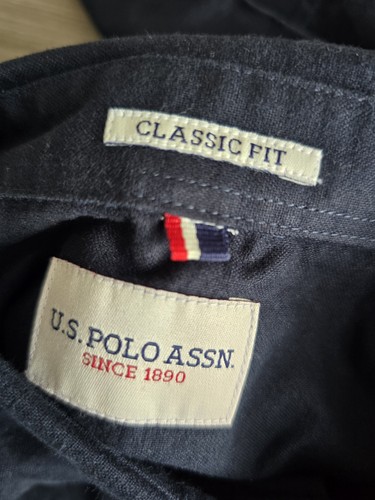 CLASSIC FIT
U.S. POLO ASSN.
SINCE 1890